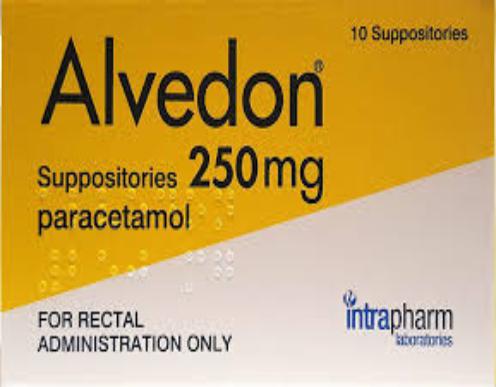 10 Suppositories
Alvedon®
Suppositories 250mg
paracetamol
FOR RECTAL
ADMINISTRATION ONLY
intrapharm
laboratories